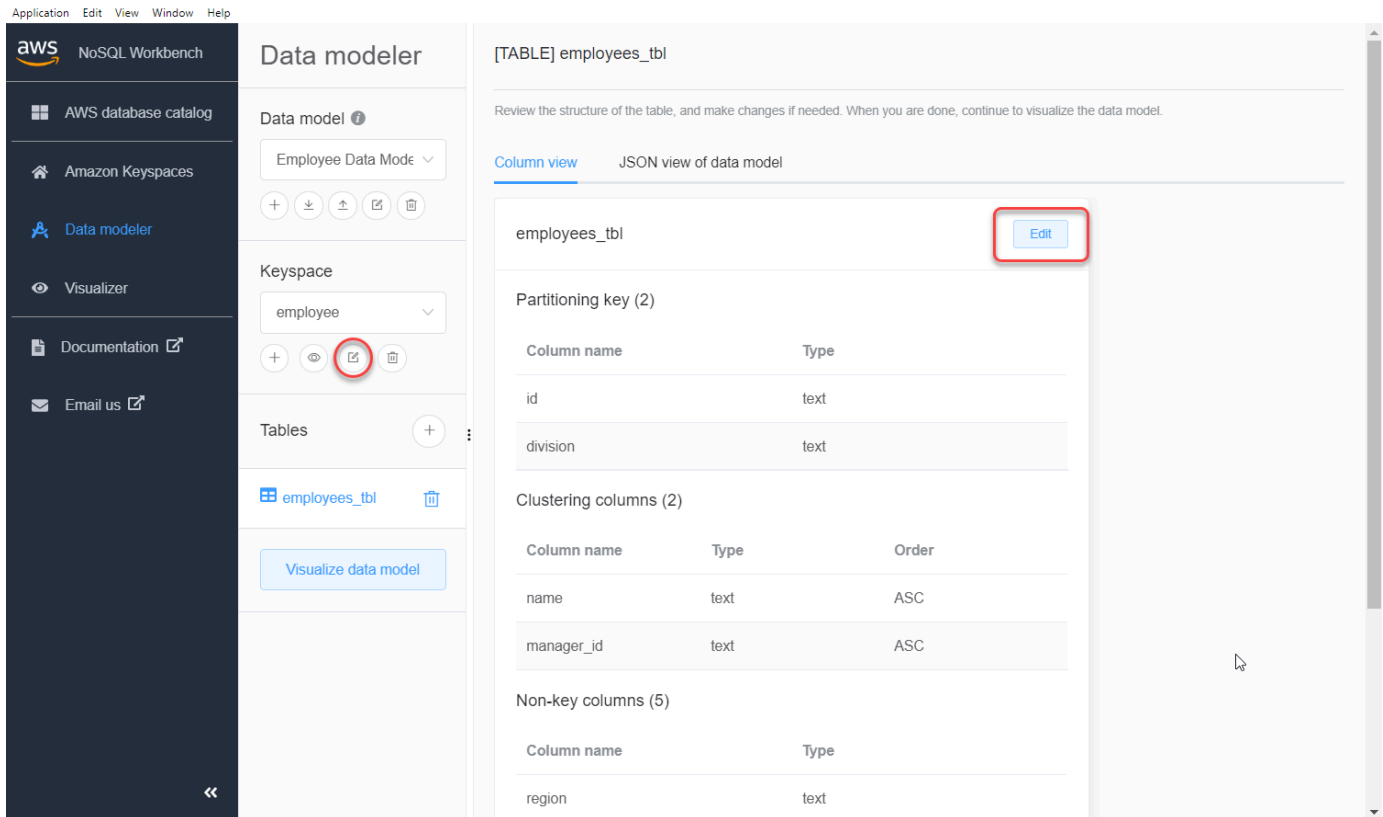 Application Edit View Window Help
aws NoSQL Workbench
AWS database catalog
Amazon Keyspaces
Data modeler
Visualizer
Documentation
Email us
Data modeler
Data model
Employee Data Mode
Keyspace
employee
Tables
employees_tbl
Visualize data model
[TABLE] employees_tbl
Review the structure of the table, and make changes if needed. When you are done, continue to visualize the data model.
Column view JSON view of data model
employees_tbl Edit
Partitioning key (2)
Column name Type
id text
division text
Clustering columns (2)
Column name Type Order
name text ASC
manager_id text ASC
Non-key columns (5)
Column name Type
region text